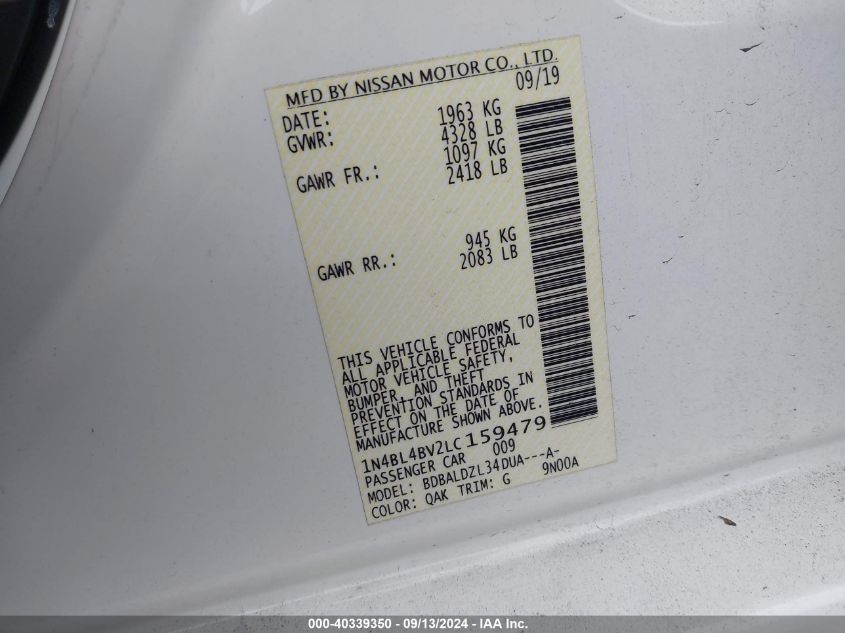 MFD BY NISSAN MOTOR CO., LTD.
DATE: 09/19
GVWR: 1963 KG
4328 LB
GAWR FR.: 1097 KG
2418 LB
GAWR RR.: 945 KG
2083 LB
THIS VEHICLE CONFORMS TO
ALL APPLICABLE FEDERAL
MOTOR VEHICLE SAFETY,
BUMPER, AND THEFT
PREVENTION STANDARDS IN
EFFECT ON THE DATE OF
MANUFACTURE SHOWN ABOVE.
1N4BL4BV2LC159479
PASSENGER CAR 009
MODEL: BDBALDZL34DUA---A-
COLOR: QAK TRIM: G 9N00A
000-40339350 - 09/13/2024 - IAA Inc.